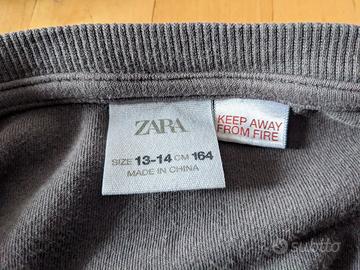 ZARA
SIZE 13-14 CM 164
MADE IN CHINA
KEEP AWAY
FROM FIRE
subito